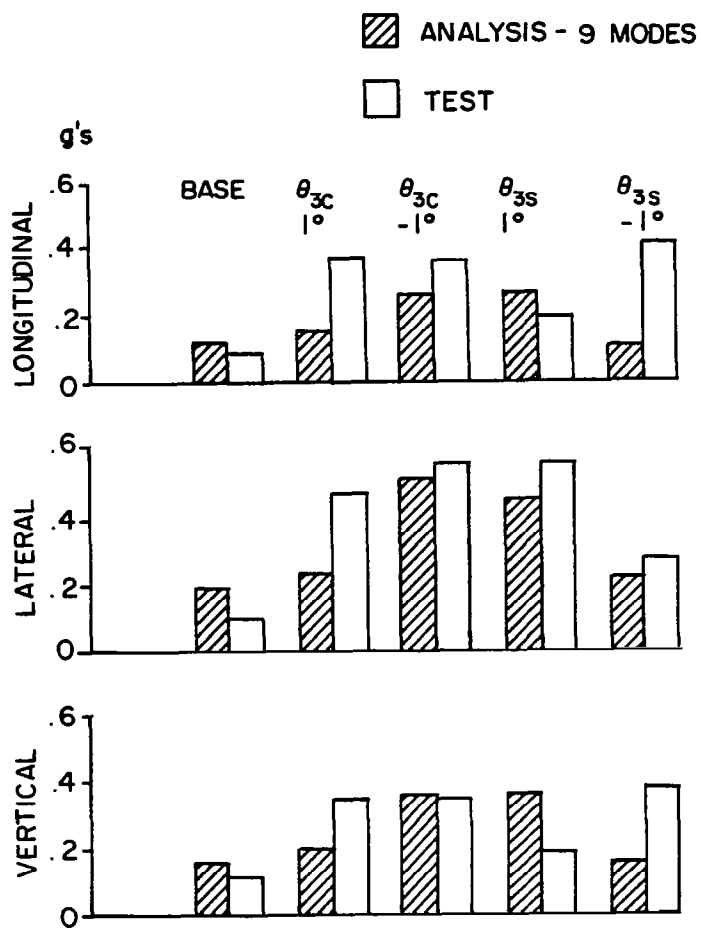 ANALYSIS - 9 MODES
TEST
g's
BASE θ3C 1° θ3C -1° θ3S 1° θ3S -1°
LONGITUDINAL
.6
.4
.2
0
LATERAL
.6
.4
.2
0
VERTICAL
.6
.4
.2
0